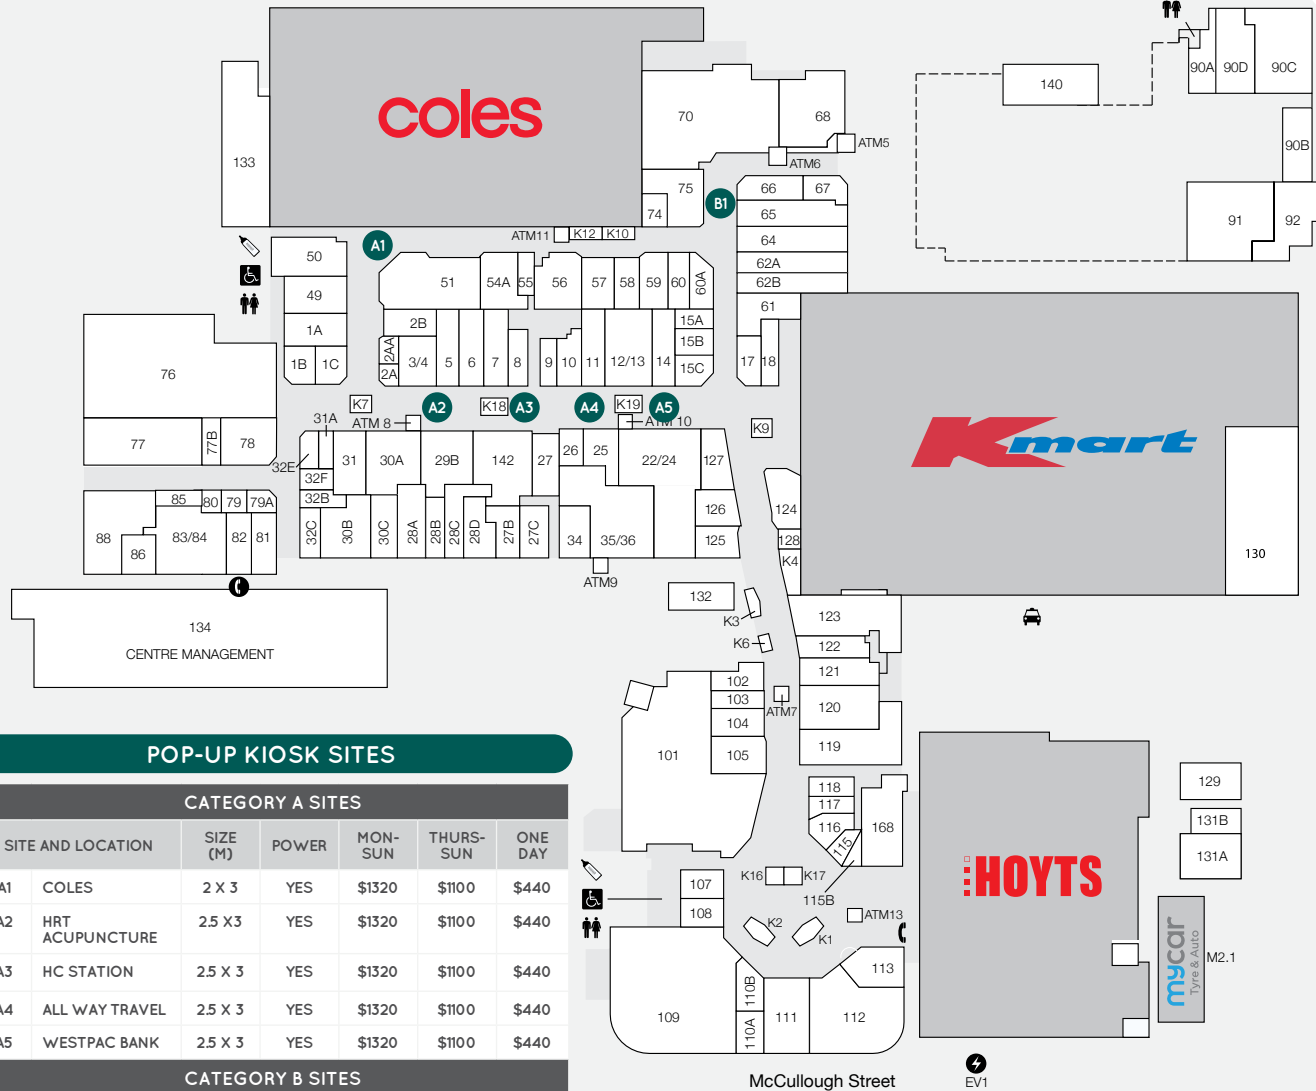 coles
133
70
68
ATM5
ATM6
75
74
B1
66
67
65
64
62A
62B
61
17
18
140
90A
90D
90C
90B
91
92
ATM11
K12
K10
A1
50
49
1A
1B
1C
51
54A
55
56
57
58
59
60
60A
2B
2AA
2A
3/4
5
6
7
8
9
10
11
12/13
14
15A
15B
15C
76
77
77B
78
K7
ATM 8
A2
K18
A3
A4
K19
A5
ATM 10
K9
Kmart
130
31A
32E
32F
32B
32C
31
30A
30B
30C
29B
28A
28B
28C
28D
142
27
27B
27C
26
25
22/24
127
126
125
34
35/36
ATM9
124
128
K4
85
80
79
79A
88
86
83/84
82
81
134
CENTRE MANAGEMENT
132
K3
K6
123
122
121
120
119
ATM7
102
103
104
105
101
118
117
116
115
168
115B
K16
K17
107
108
K2
K1
ATM13
113
109
110B
110A
111
112
HOYTS
129
131B
131A
mycar
Tyre & Auto
M2.1
EV1
McCullough Street
POP-UP KIOSK SITES
CATEGORY A SITES
SITE AND LOCATION SIZE (M) POWER MON-SUN THURS-SUN ONE DAY
A1 COLES 2 X 3 YES $1320 $1100 $440
A2 HRT ACUPUNCTURE 2.5 X3 YES $1320 $1100 $440
A3 HC STATION 2.5 X 3 YES $1320 $1100 $440
A4 ALL WAY TRAVEL 2.5 X 3 YES $1320 $1100 $440
A5 WESTPAC BANK 2.5 X 3 YES $1320 $1100 $440
CATEGORY B SITES